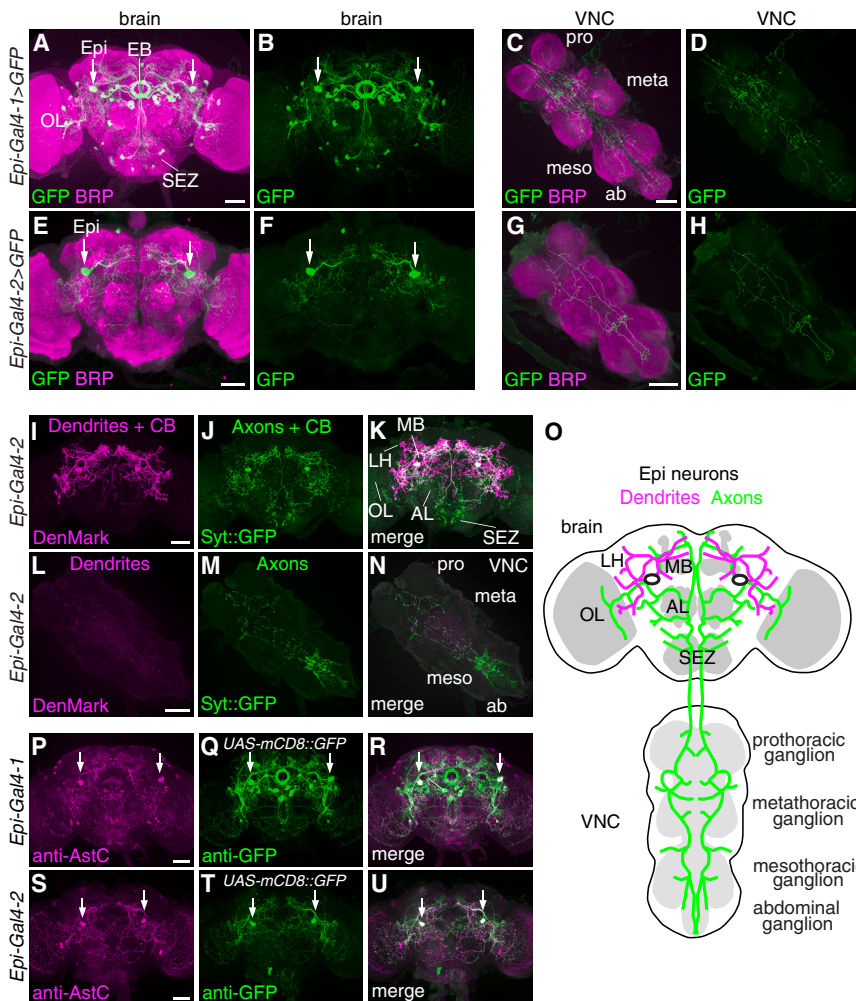 brain brain VNC VNC
Epi-Gal4-1>GFP
A Epi EB OL SEZ GFP BRP
B GFP
C pro meta meso ab GFP BRP
D GFP
Epi-Gal4-2>GFP
E Epi GFP BRP
F GFP
G GFP BRP
H GFP
Epi-Gal4-2
I Dendrites + CB DenMark
J Axons + CB Syt::GFP
K MB LH OL AL SEZ merge
Epi-Gal4-2
L Dendrites DenMark
M Axons Syt::GFP
N pro VNC meta meso merge ab
O
Epi neurons
Dendrites Axons
brain
LH MB
OL AL
SEZ
prothoracic
ganglion
VNC
metathoracic
ganglion
mesothoracic
ganglion
abdominal
ganglion
Epi-Gal4-1
P anti-AstC
Q UAS-mCD8::GFP anti-GFP
R merge
Epi-Gal4-2
S anti-AstC
T UAS-mCD8::GFP anti-GFP
U merge